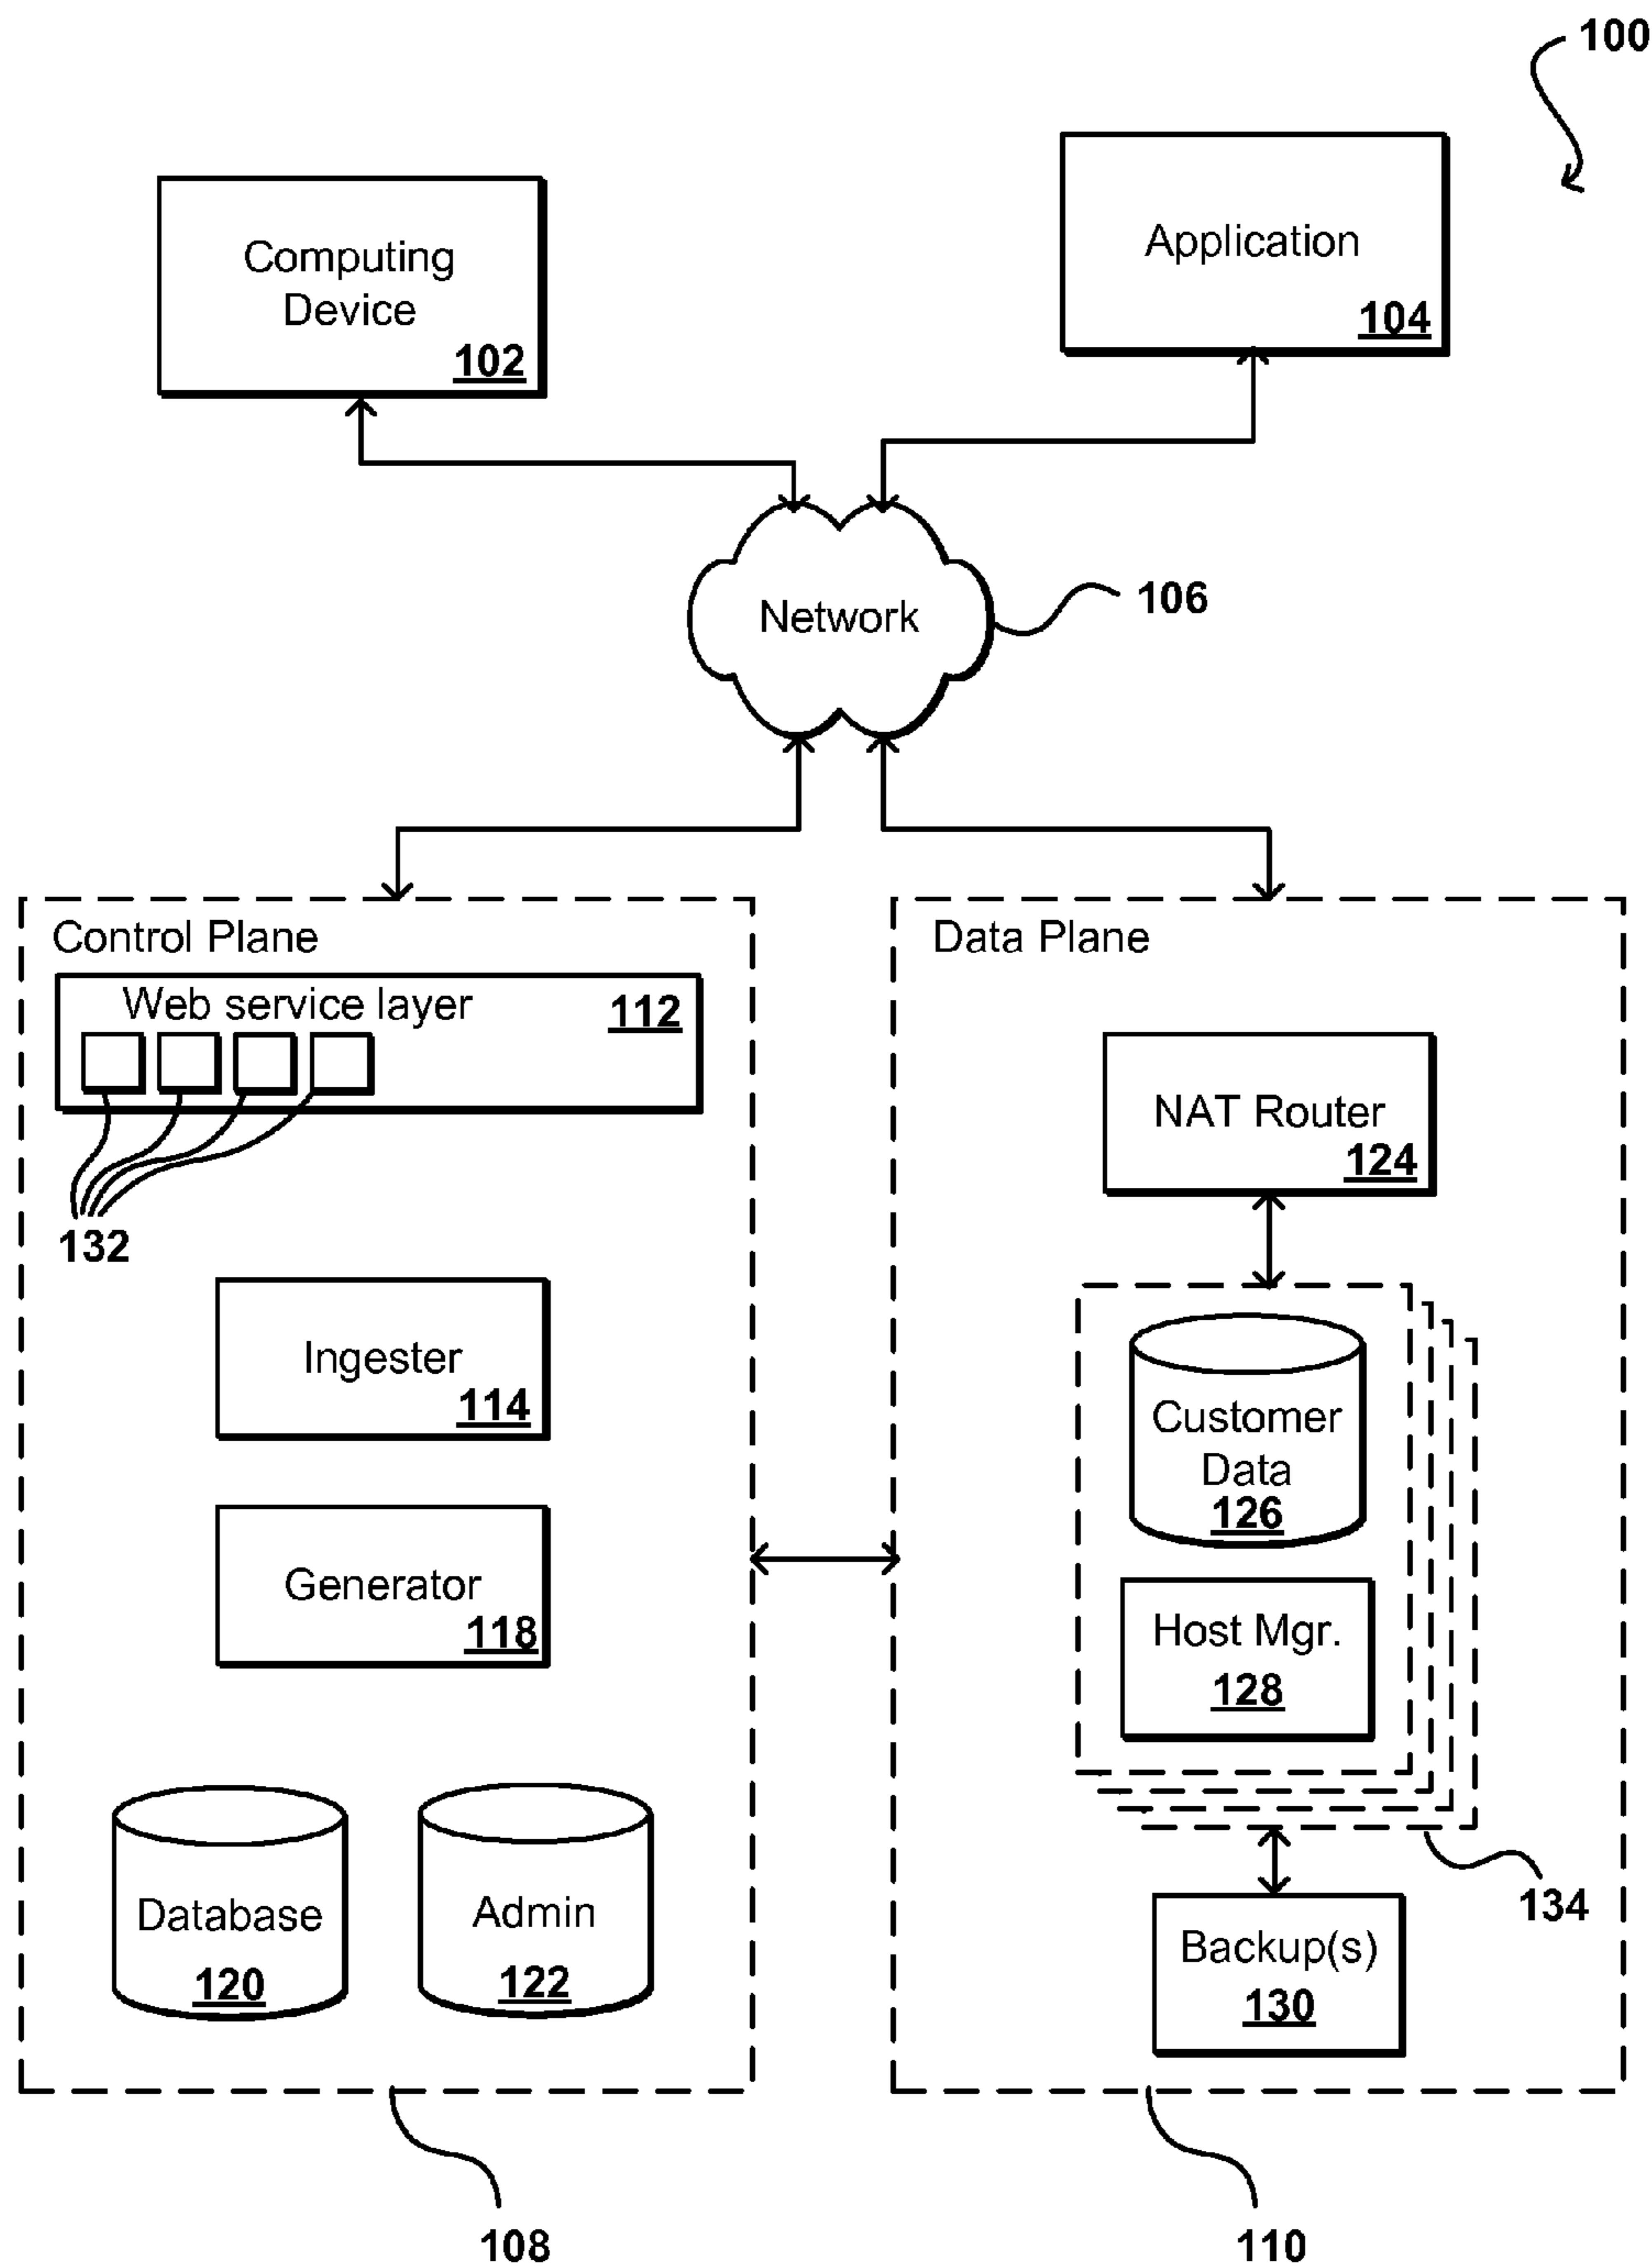 100
Computing
Device
102
Application
104
Network
106
Control Plane
Web service layer
112
132
Ingester
114
Generator
118
Database
120
Admin
122
108
Data Plane
NAT Router
124
Customer
Data
126
Host Mgr.
128
134
Backup(s)
130
110